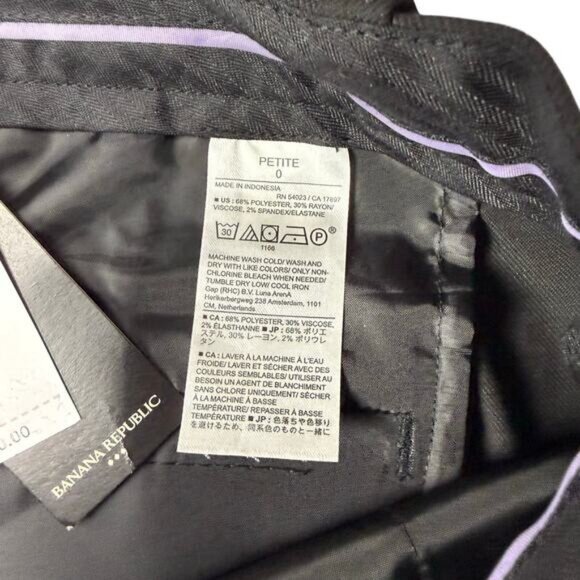 PETITE
0
MADE IN INDONESIA
RN 54023 / CA 17897
■ US : 68% POLYESTER, 30% RAYON/
VISCOSE, 2% SPANDEX/ELASTANE
30 P
1106
MACHINE WASH COLD/ WASH AND
DRY WITH LIKE COLORS/ ONLY NON-
CHLORINE BLEACH WHEN NEEDED/
TUMBLE DRY LOW/ COOL IRON
Gap (RHC) B.V. Luna ArenA
Herikerbergweg 238 Amsterdam, 1101
CM, Netherlands.
■ CA : 68% POLYESTER, 30% VISCOSE,
2% ÉLASTHANNE ■ JP : 68% ポリエ
ステル, 30% レーヨン, 2% ポリウレ
タン
■ CA : LAVER À LA MACHINE À L'EAU
FROIDE/ LAVER ET SÉCHER AVEC DES
COULEURS SEMBLABLES/ UTILISER AU
BESOIN UN AGENT DE BLANCHIMENT
SANS CHLORE/ SÉCHER À LA MACHINE
À BASSE
TEMPÉRATURE/ REPASSER À BASSE
TEMPÉRATURE ■ JP : 色落ちや色移り
を避けるため、同系色のものと一緒に
BANANA REPUBLIC
0.00